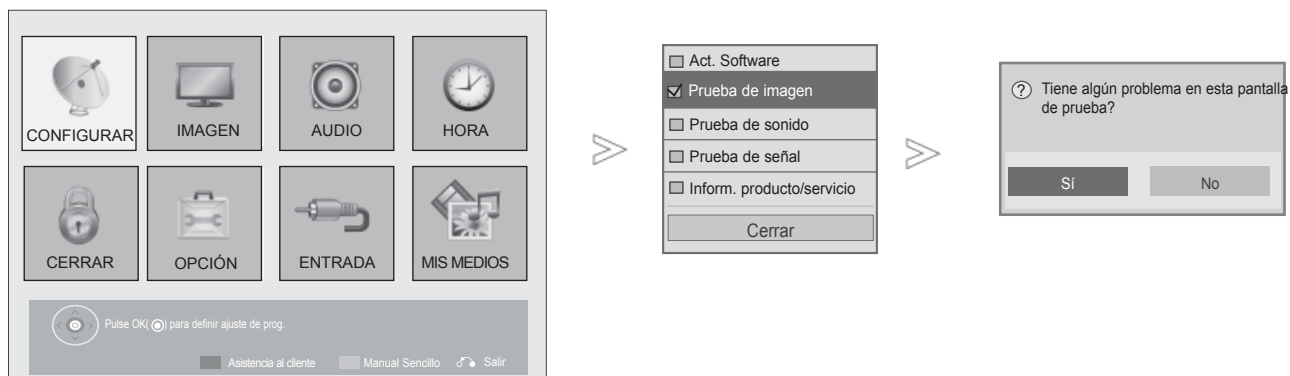 CONFIGURAR
IMAGEN
AUDIO
HORA
CERRAR
OPCIÓN
ENTRADA
MIS MEDIOS
Pulse OK( ) para definir ajuste de prog.
Asistencia al cliente
Manual Sencillo
Salir
Act. Software
Prueba de imagen
Prueba de sonido
Prueba de señal
Inform. producto/servicio
Cerrar
? Tiene algún problema en esta pantalla
de prueba?
Sí
No